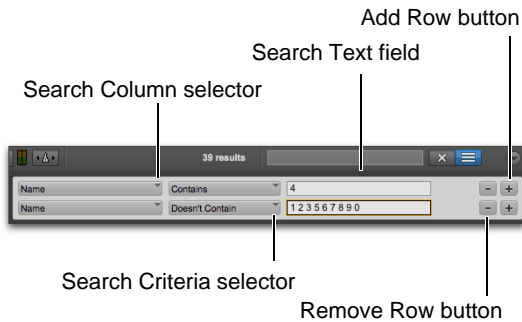 Add Row button
Search Text field
Search Column selector
39 results
Name Contains 4 - +
Name Doesn't Contain 1 2 3 5 6 7 8 9 0 - +
Search Criteria selector
Remove Row button